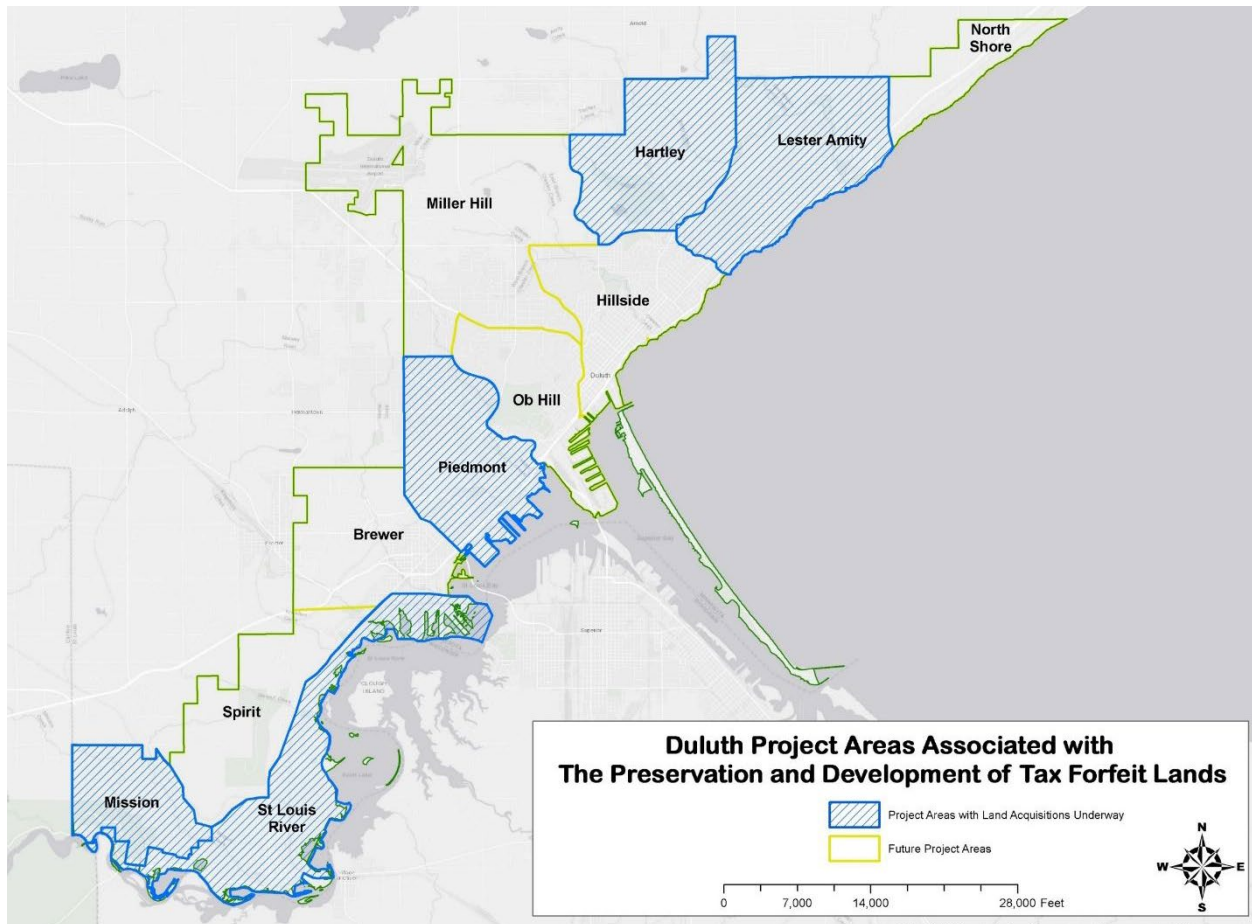 North
Shore
Hartley
Lester Amity
Miller Hill
Hillside
Duluth
Ob Hill
Piedmont
Brewer
Superior
Spirit
Mission
St Louis
River
Duluth Project Areas Associated with
The Preservation and Development of Tax Forfeit Lands
Project Areas with Land Acquisitions Underway
Future Project Areas
N
W
E
S
0 7,000 14,000 28,000 Feet